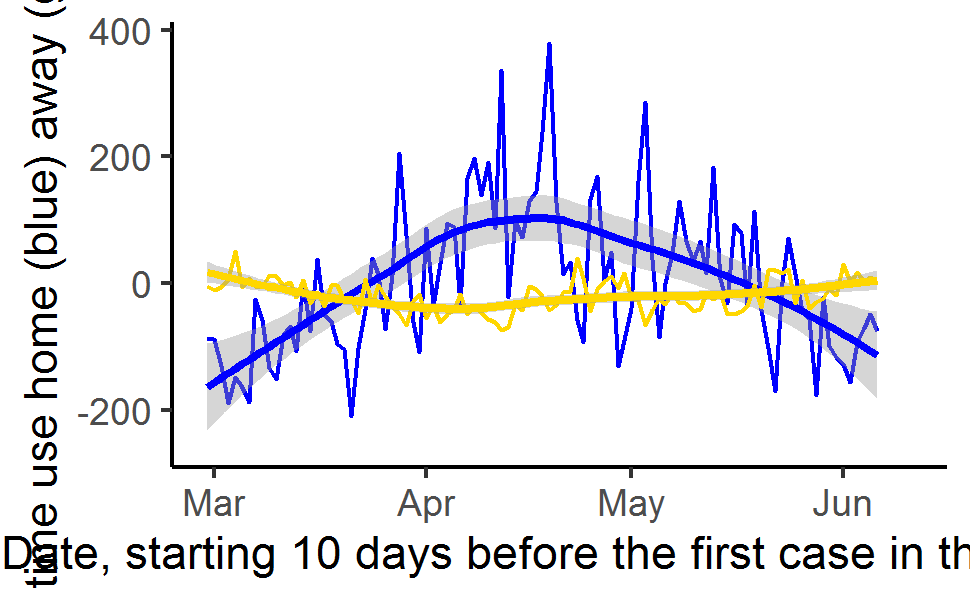 400
200
0
-200
time use home (blue) away (
Mar Apr May Jun
Date, starting 10 days before the first case in th